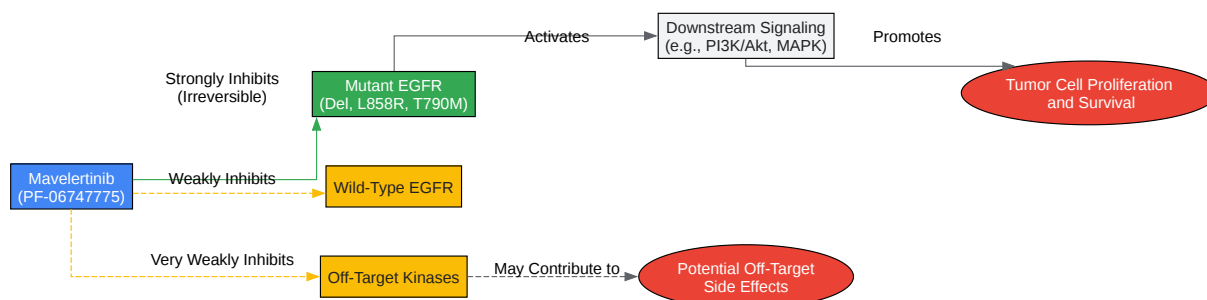 Activates
Downstream Signaling
(e.g., PI3K/Akt, MAPK)
Promotes
Strongly Inhibits
(Irreversible)
Mutant EGFR
(Del, L858R, T790M)
Tumor Cell Proliferation
and Survival
Mavelertinib
(PF-06747775)
Weakly Inhibits
Wild-Type EGFR
Very Weakly Inhibits
Off-Target Kinases
May Contribute to
Potential Off-Target
Side Effects